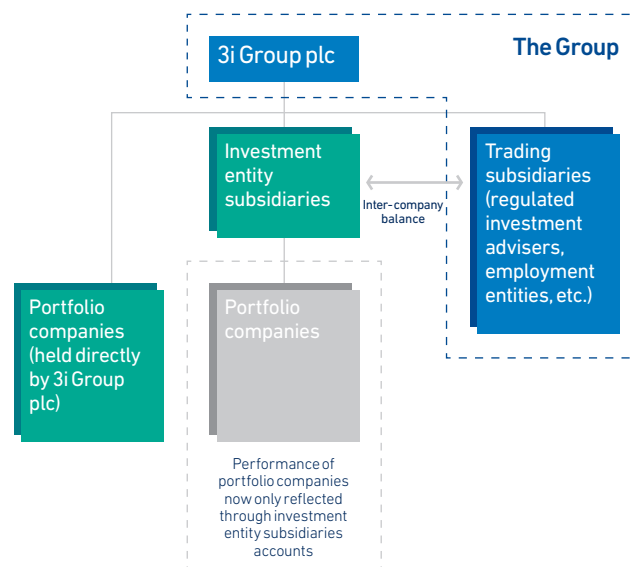 3i Group plc
The Group
Investment
entity
subsidiaries
Inter-company
balance
Trading
subsidiaries
(regulated
investment
advisers,
employment
entities, etc.)
Portfolio
companies
(held directly
by 3i Group
plc)
Portfolio
companies
Performance of
portfolio companies
now only reflected
through investment
entity subsidiaries
accounts